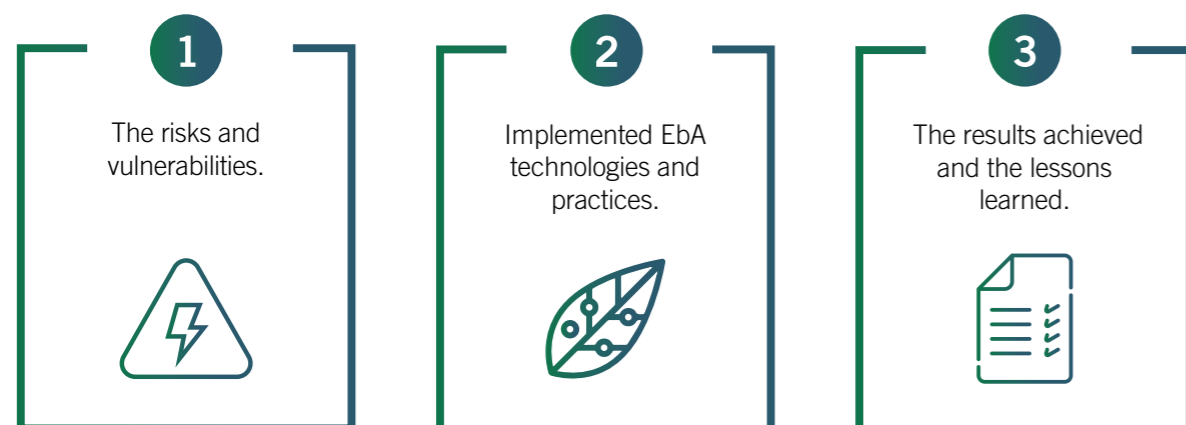 1
The risks and
vulnerabilities.
2
Implemented EbA
technologies and
practices.
3
The results achieved
and the lessons
learned.